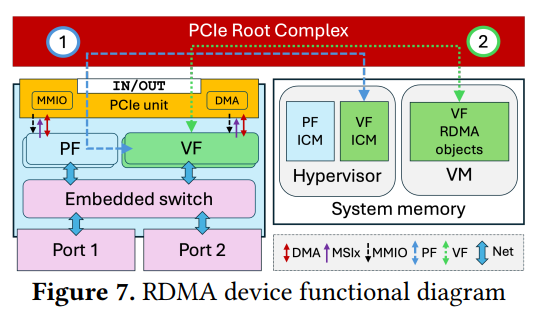 PCIe Root Complex
1
2
IN/OUT
MMIO
PCIe unit
DMA
PF
VF
Embedded switch
Port 1
Port 2
PF
ICM
VF
ICM
Hypervisor
VF
RDMA
objects
VM
System memory
DMA MSIx MMIO PF VF Net
Figure 7. RDMA device functional diagram